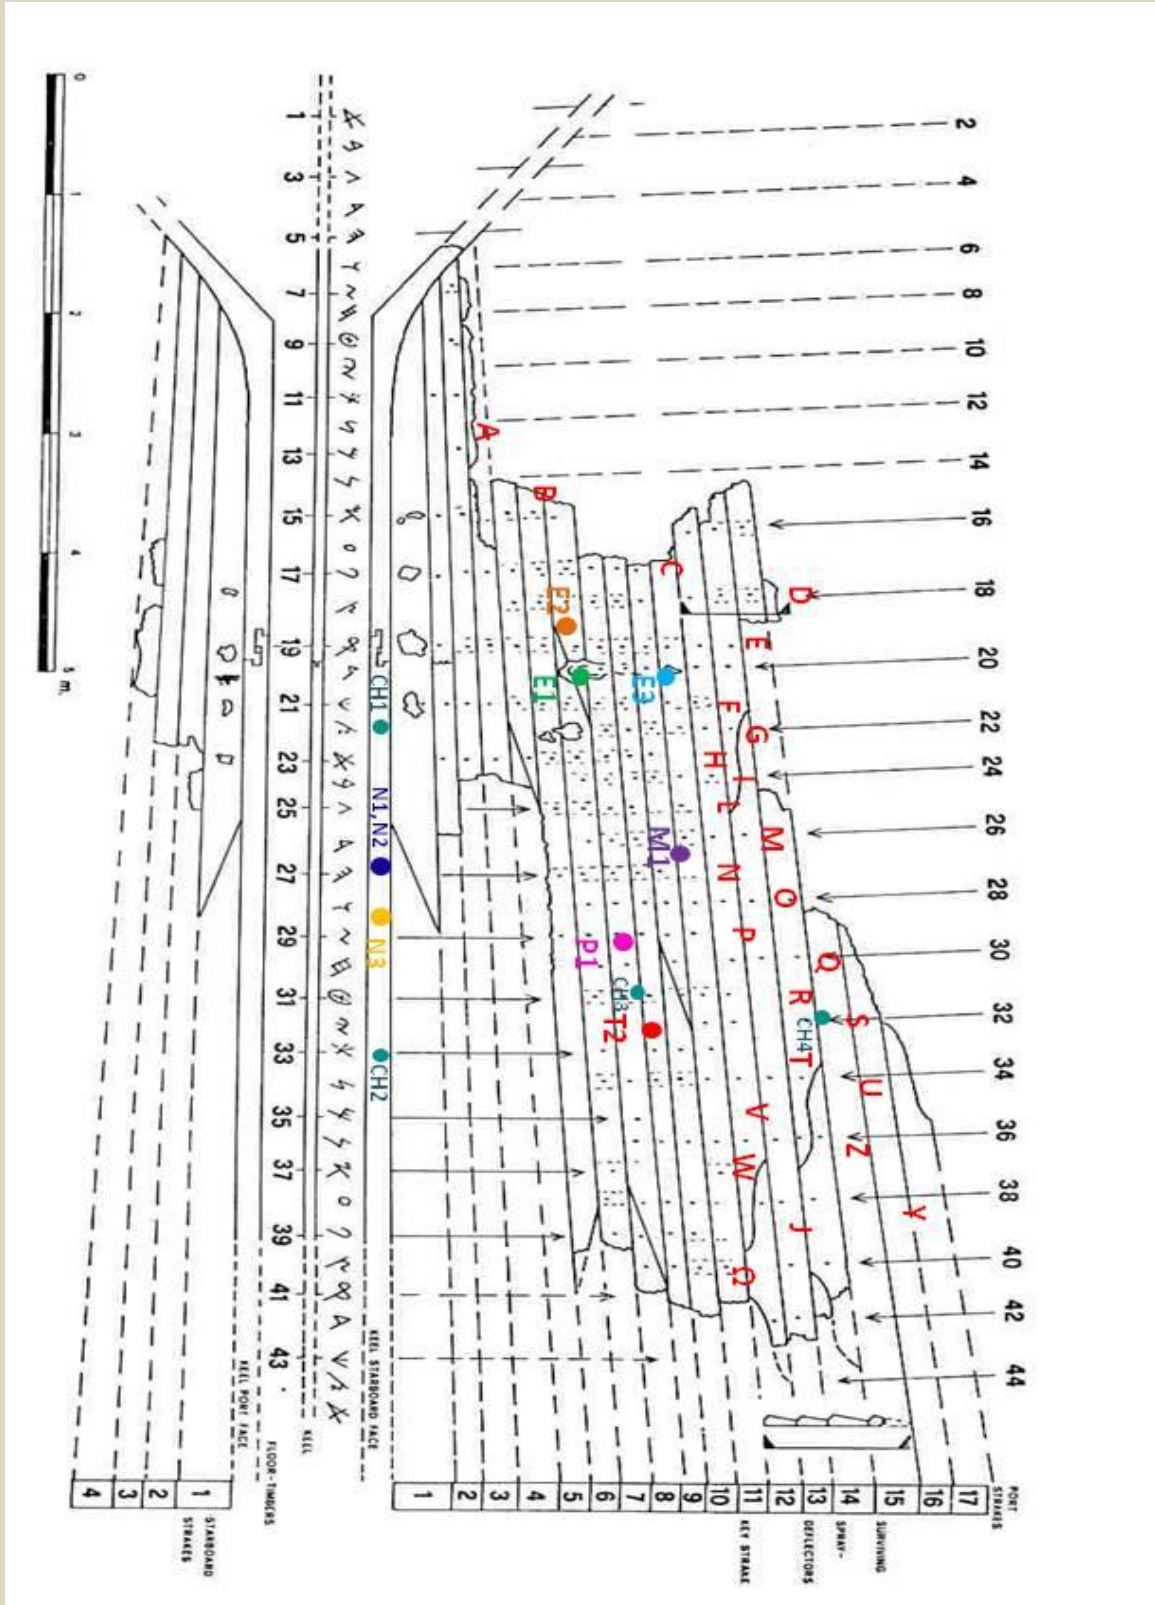 0
1
2
3
4
5 m.
1
3
5
7
9
11
13
15
17
19
21
23
25
27
29
31
33
35
37
39
41
43
2
4
6
8
10
12
14
16
18
20
22
24
26
28
30
32
34
36
38
40
42
44
A
B
C
D
E
F
G
H
I
L
M
N
O
P
Q
R
S
T
U
V
Z
W
J
Y
Ω
E2
E1
E3
M1
P1
CH3
T2
CH4
CH1
N1,N2
N3
CH2
KEEL STARBOARD FACE
KEEL
FLOOR-TIMBERS
KEEL PORT FACE
4
3
2
1
STARBOARD
STRAKES
1
2
3
4
5
6
7
8
9
10
11
12
13
14
15
16
17
PORT
STRAKES
KEY STRAKE
DEFLECTORS
SPRAY-
SURVIVING